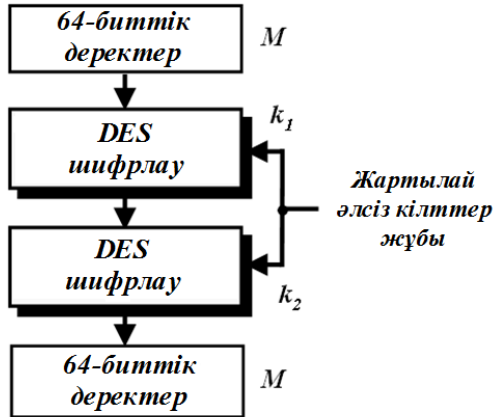 64-биттік
деректер
M
DES
шифрлау
k1
Жартылай
әлсіз кілттер
жұбы
DES
шифрлау
k2
64-биттік
деректер
M